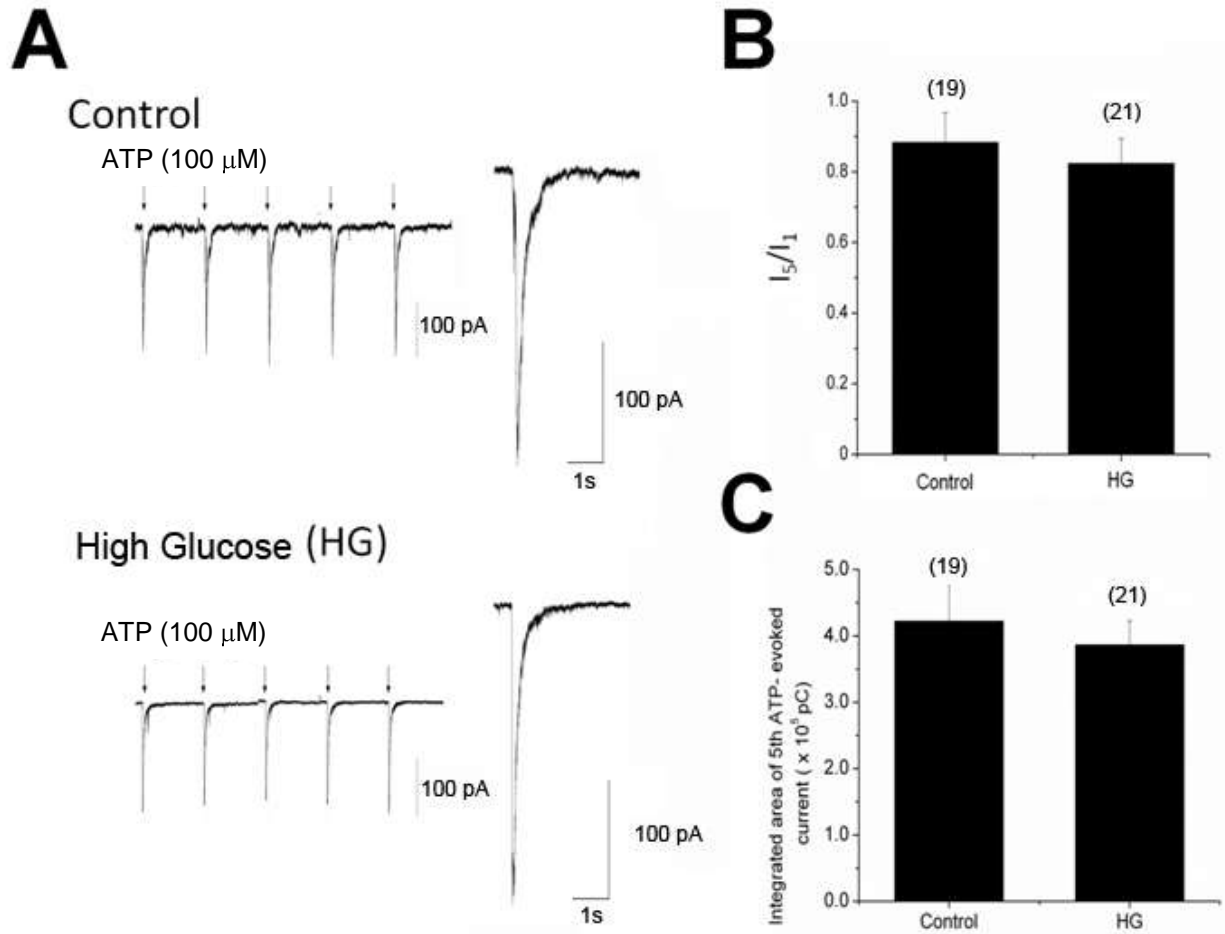 A
Control
ATP (100 μM)
100 pA
100 pA
1s
High Glucose (HG)
ATP (100 μM)
100 pA
100 pA
1s
B
(19)
(21)
1.0
0.8
0.6
0.4
0.2
0
I₅/I₁
Control
HG
C
(19)
(21)
5.0
4.0
3.0
2.0
1.0
0.0
Integrated area of 5th ATP- evoked
current ( x 10⁵ pC)
Control
HG